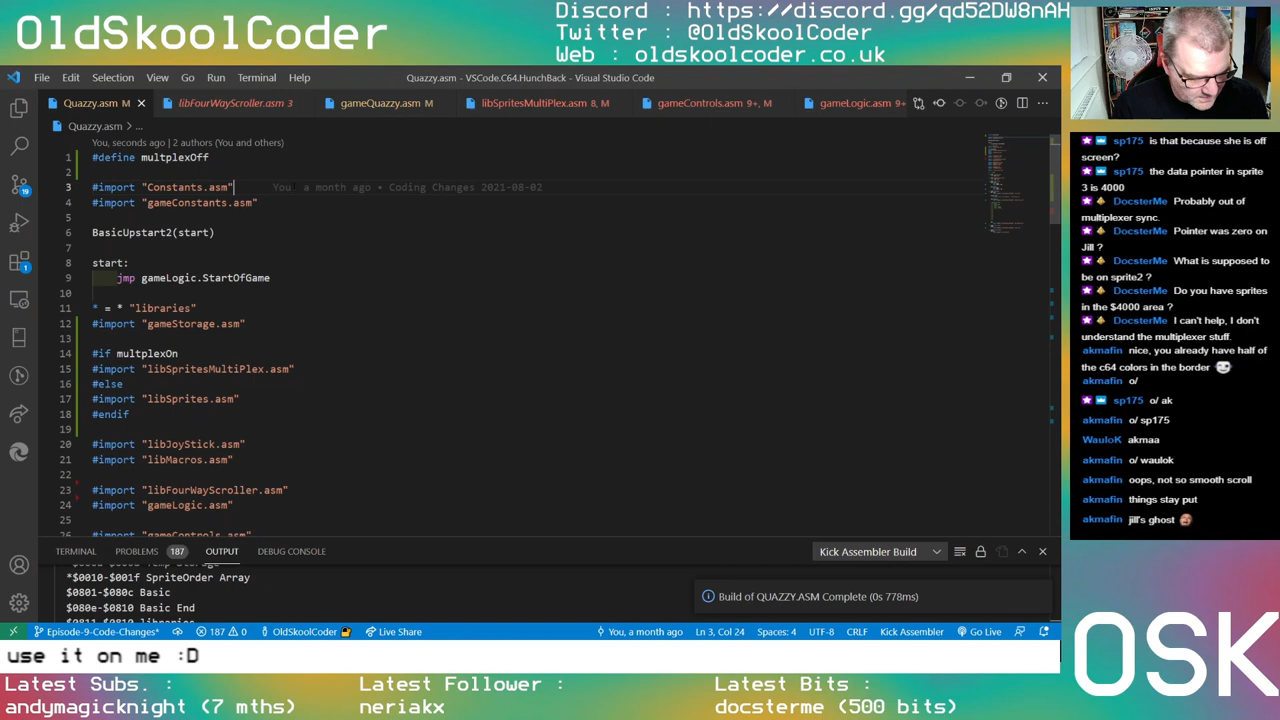 OldSkoolCoder
Discord : https://discord.gg/qd52DW8nAH
Twitter : @OldSkoolCoder
Web : oldskoolcoder.co.uk
File Edit Selection View Go Run Terminal Help
Quazzy.asm - VSCode.C64.HunchBack - Visual Studio Code
Quazzy.asm M
libFourWayScroller.asm 3
gameQuazzy.asm M
libSpritesMultiPlex.asm 8, M
gameControls.asm 9+, M
gameLogic.asm 9+
Quazzy.asm > ...
You, seconds ago | 2 authors (You and others)
1 #define multplexOff
2
3 #import "Constants.asm" You, a month ago • Coding Changes 2021-08-02
4 #import "gameConstants.asm"
5
6 BasicUpstart2(start)
7
8 start:
9 jmp gameLogic.StartOfGame
10
11 * = * "libraries"
12 #import "gameStorage.asm"
13
14 #if multplexOn
15 #import "libSpritesMultiPlex.asm"
16 #else
17 #import "libSprites.asm"
18 #endif
19
20 #import "libJoyStick.asm"
21 #import "libMacros.asm"
22
23 #import "libFourWayScroller.asm"
24 #import "gameLogic.asm"
25
26 #import "gameControls.asm"
19
1
TERMINAL PROBLEMS 187 OUTPUT DEBUG CONSOLE
Kick Assembler Build
*$0010-$001f SpriteOrder Array
$0801-$080c Basic
$080e-$0810 Basic End
$0811-$0810 libraries
Build of QUAZZY.ASM Complete (0s 778ms)
Episode-9-Code-Changes* 187 0 OldSkoolCoder Live Share You, a month ago Ln 3, Col 24 Spaces: 4 UTF-8 CRLF Kick Assembler Go Live
sp175 is that because she is off
screen?
sp175 the data pointer in sprite
3 is 4000
DocsterMe Probably out of
multiplexer sync.
DocsterMe Pointer was zero on
Jill ?
DocsterMe What is supposed to
be on sprite2 ?
DocsterMe Do you have sprites
in the $4000 area ?
DocsterMe I can't help, I don't
understand the multiplexer stuff.
akmafin nice, you already have half of
the c64 colors in the border
akmafin o/
sp175 o/ ak
akmafin o/ sp175
WauloK akmaa
akmafin o/ waulok
akmafin oops, not so smooth scroll
akmafin things stay put
akmafin jill's ghost
use it on me :D
OSK
Latest Subs. :
andymagicknight (7 mths)
Latest Follower :
neriakx
Latest Bits :
docsterme (500 bits)